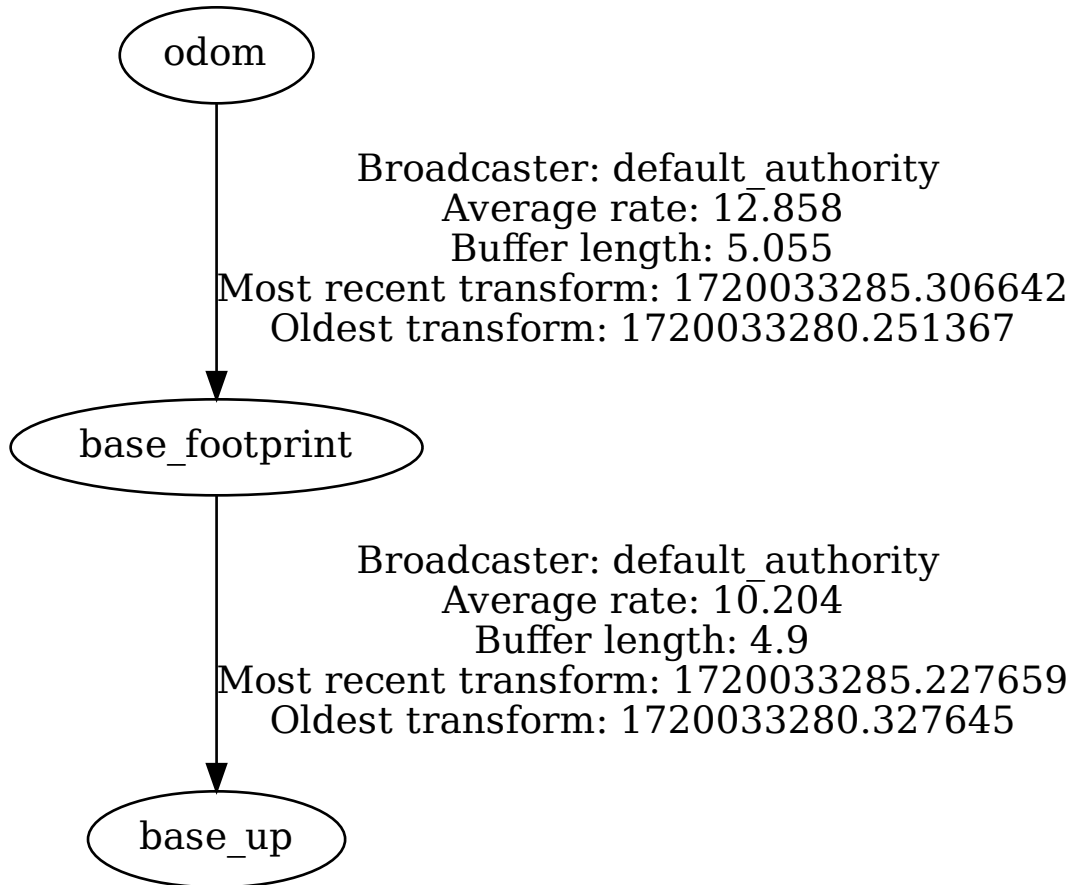 odom
Broadcaster: default_authority
Average rate: 12.858
Buffer length: 5.055
Most recent transform: 1720033285.306642
Oldest transform: 1720033280.251367
base_footprint
Broadcaster: default_authority
Average rate: 10.204
Buffer length: 4.9
Most recent transform: 1720033285.227659
Oldest transform: 1720033280.327645
base_up